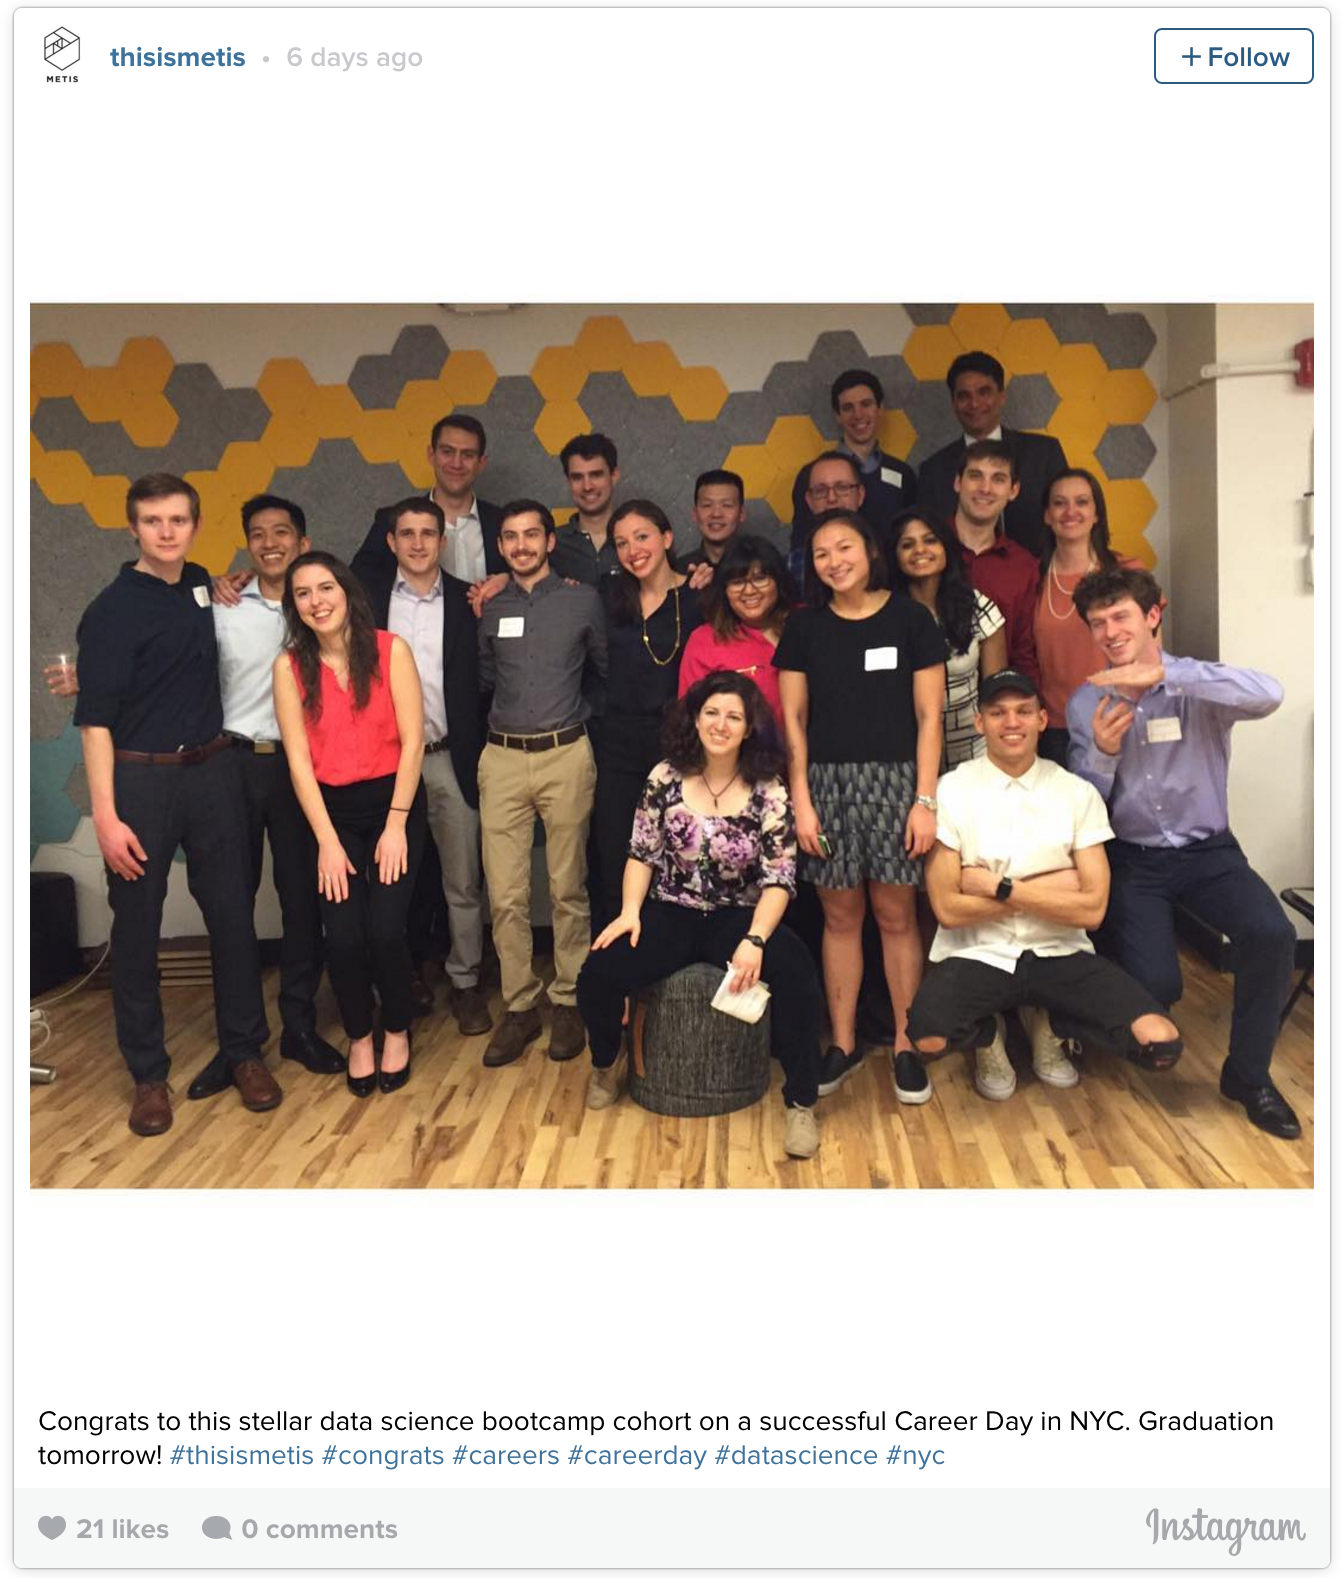 METIS
thisismetis • 6 days ago
+ Follow
Congrats to this stellar data science bootcamp cohort on a successful Career Day in NYC. Graduation
tomorrow! #thisismetis #congrats #careers #careerday #datascience #nyc
21 likes 0 comments
Instagram